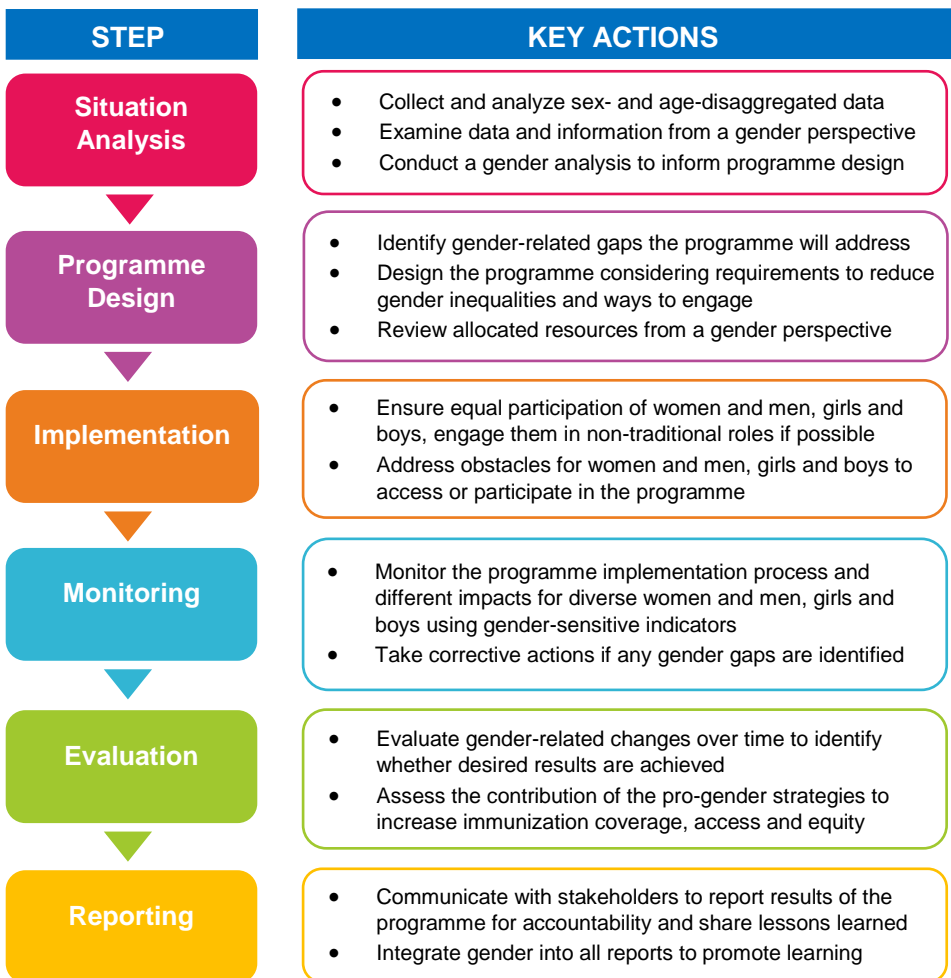 STEP
KEY ACTIONS
Situation
Analysis
• Collect and analyze sex- and age-disaggregated data
• Examine data and information from a gender perspective
• Conduct a gender analysis to inform programme design
Programme
Design
• Identify gender-related gaps the programme will address
• Design the programme considering requirements to reduce
gender inequalities and ways to engage
• Review allocated resources from a gender perspective
Implementation
• Ensure equal participation of women and men, girls and
boys, engage them in non-traditional roles if possible
• Address obstacles for women and men, girls and boys to
access or participate in the programme
Monitoring
• Monitor the programme implementation process and
different impacts for diverse women and men, girls and
boys using gender-sensitive indicators
• Take corrective actions if any gender gaps are identified
Evaluation
• Evaluate gender-related changes over time to identify
whether desired results are achieved
• Assess the contribution of the pro-gender strategies to
increase immunization coverage, access and equity
Reporting
• Communicate with stakeholders to report results of the
programme for accountability and share lessons learned
• Integrate gender into all reports to promote learning